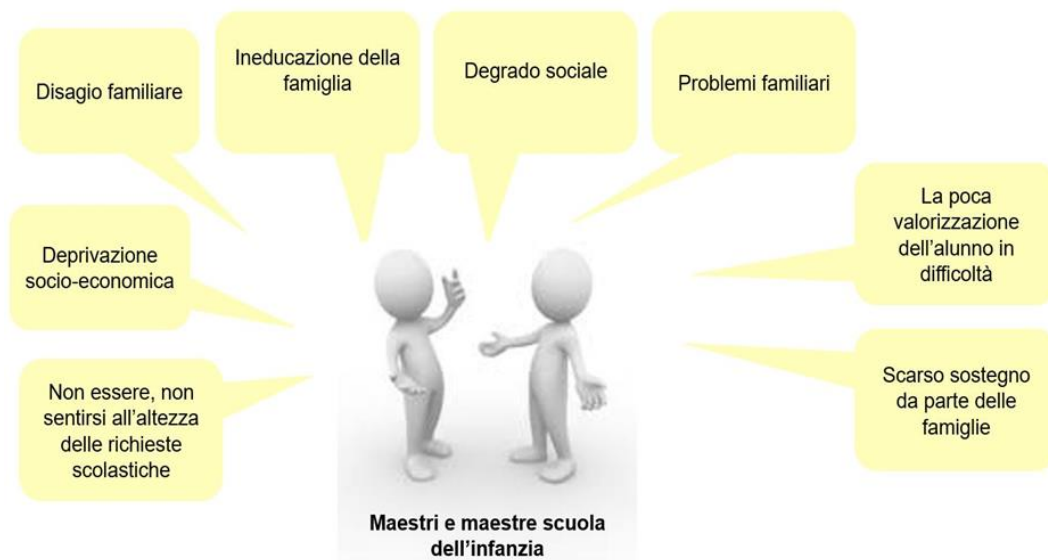 Disagio familiare
Ineducazione della
famiglia
Degrado sociale
Problemi familiari
Deprivazione
socio-economica
La poca
valorizzazione
dell'alunno in
difficoltà
Non essere, non
sentirsi all'altezza
delle richieste
scolastiche
Scarso sostegno
da parte delle
famiglie
Maestri e maestre scuola
dell'infanzia